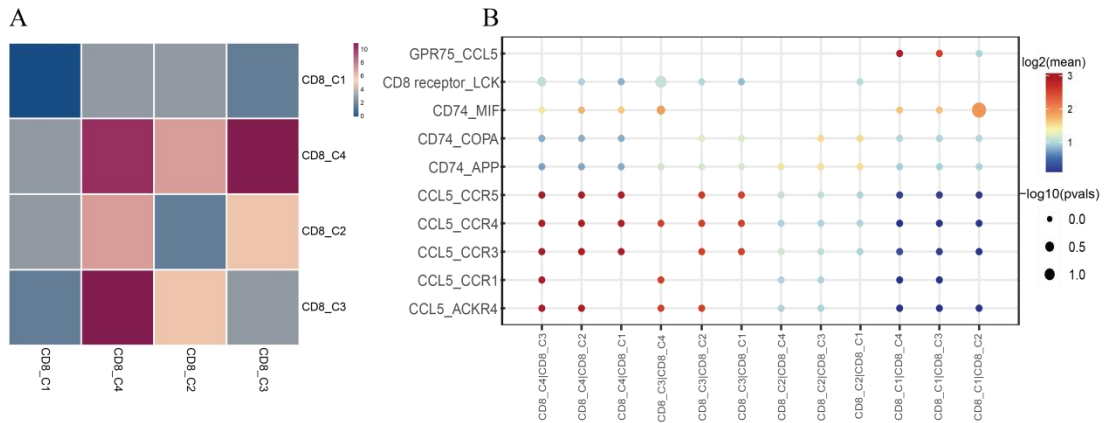 A
B
CD8_C1
CD8_C4
CD8_C2
CD8_C3
CD8_C1
CD8_C4
CD8_C2
CD8_C3
10
8
6
4
2
0
GPR75_CCL5
CD8 receptor_LCK
CD74_MIF
CD74_COPA
CD74_APP
CCL5_CCR5
CCL5_CCR4
CCL5_CCR3
CCL5_CCR1
CCL5_ACKR4
CD8_C4|CD8_C3
CD8_C4|CD8_C2
CD8_C4|CD8_C1
CD8_C3|CD8_C4
CD8_C3|CD8_C2
CD8_C3|CD8_C1
CD8_C2|CD8_C4
CD8_C2|CD8_C3
CD8_C2|CD8_C1
CD8_C1|CD8_C4
CD8_C1|CD8_C3
CD8_C1|CD8_C2
log2(mean)
3
2
1
−log10(pvals)
0.0
0.5
1.0